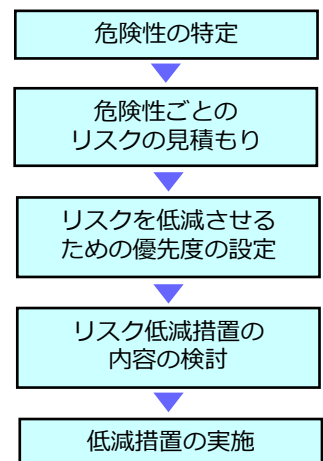 危険性の特定
危険性ごとの
リスクの見積もり
リスクを低減させる
ための優先度の設定
リスク低減措置の
内容の検討
低減措置の実施